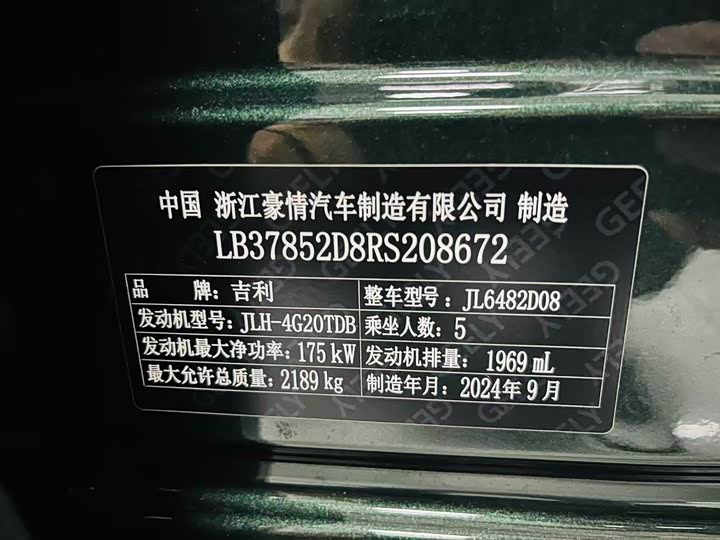 中国 浙江豪情汽车制造有限公司 制造
LB37852D8RS208672
品 牌: 吉利 整车型号: JL6482D08
发动机型号: JLH-4G20TDB 乘坐人数: 5
发动机最大净功率: 175 kW 发动机排量: 1969 mL
最大允许总质量: 2189 kg 制造年月: 2024年9月
GEELY